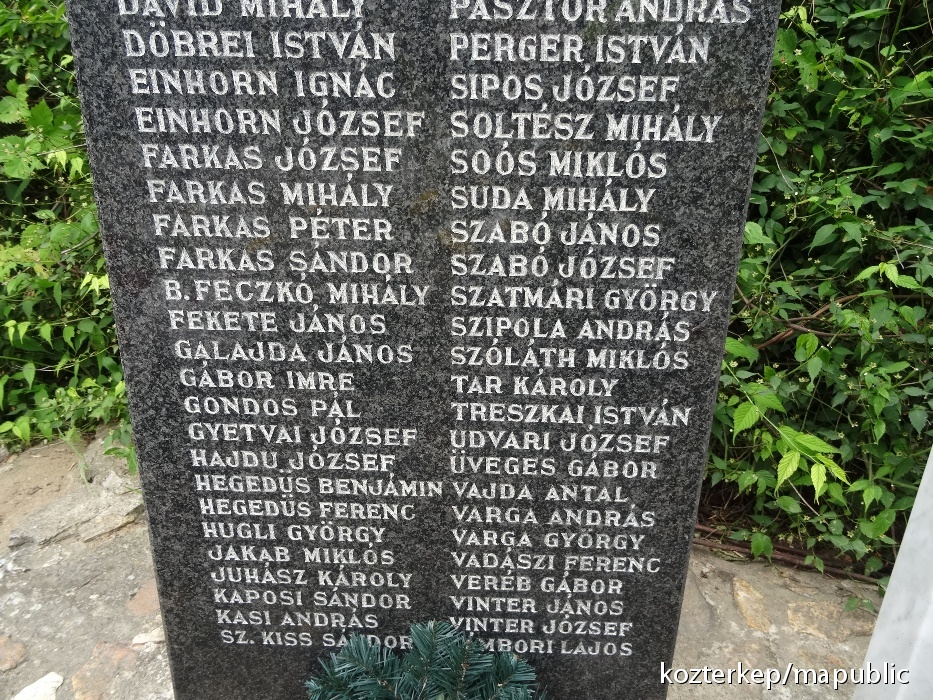 DÁVID MIHÁLY
DÖBREI ISTVÁN
EINHORN IGNÁC
EINHORN JÓZSEF
FARKAS JÓZSEF
FARKAS MIHÁLY
FARKAS PÉTER
FARKAS SÁNDOR
B. FECZKÓ MIHÁLY
FEKETE JÁNOS
GALAJDA JÁNOS
GÁBOR IMRE
GONDOS PÁL
GYETVAI JÓZSEF
HAJDU JÓZSEF
HEGEDÜS BENJÁMIN
HEGEDÜS FERENC
HUGLI GYÖRGY
JAKAB MIKLÓS
JUHÁSZ KÁROLY
KAPOSI SÁNDOR
KASI ANDRÁS
SZ. KISS SÁNDOR
PÁSZTOR ANDRÁS
PERGER ISTVÁN
SIPOS JÓZSEF
SOLTÉSZ MIHÁLY
SOÓS MIKLÓS
SUDA MIHÁLY
SZABÓ JÁNOS
SZABÓ JÓZSEF
SZATMÁRI GYÖRGY
SZIPOLA ANDRÁS
SZÓLÁTH MIKLÓS
TAR KÁROLY
TRESZKAI ISTVÁN
UDVARI JÓZSEF
ÜVEGES GÁBOR
VAJDA ANTAL
VARGA ANDRÁS
VARGA GYÖRGY
VADÁSZI FERENC
VERÉB GÁBOR
VINTER JÁNOS
VINTER JÓZSEF
LAJOS
kozterkep/mapublic